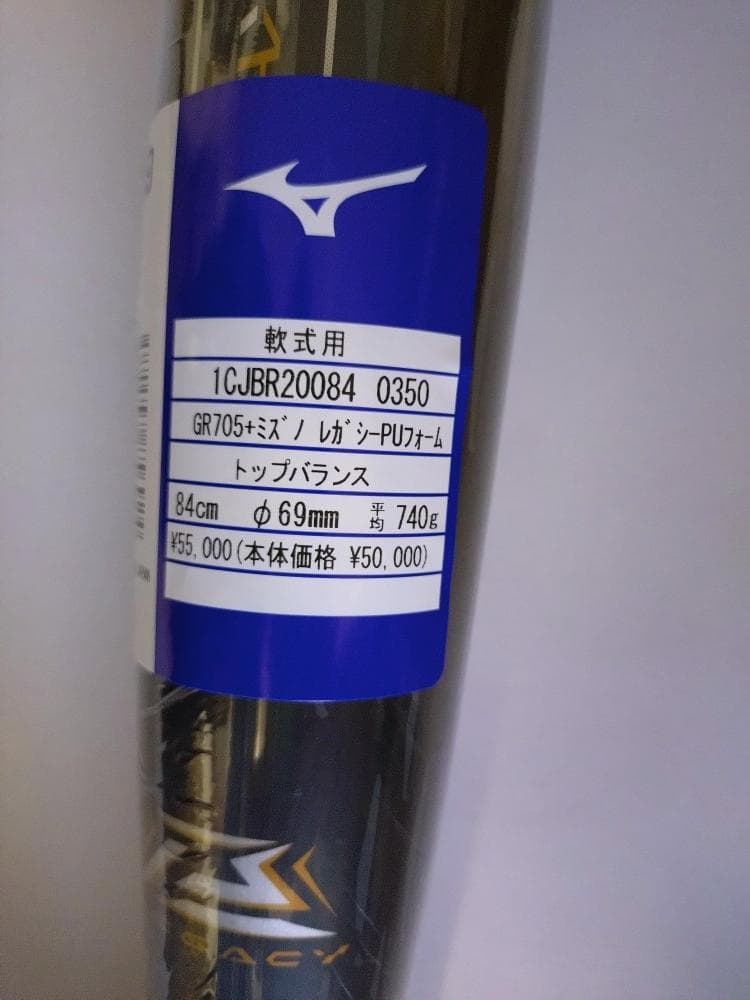 軟式用
1CJBR20084 0350
GR705+ミズノ レガシーPUフォーム
トップバランス
84cm φ69mm 平均 740g
¥55,000(本体価格 ¥50,000)